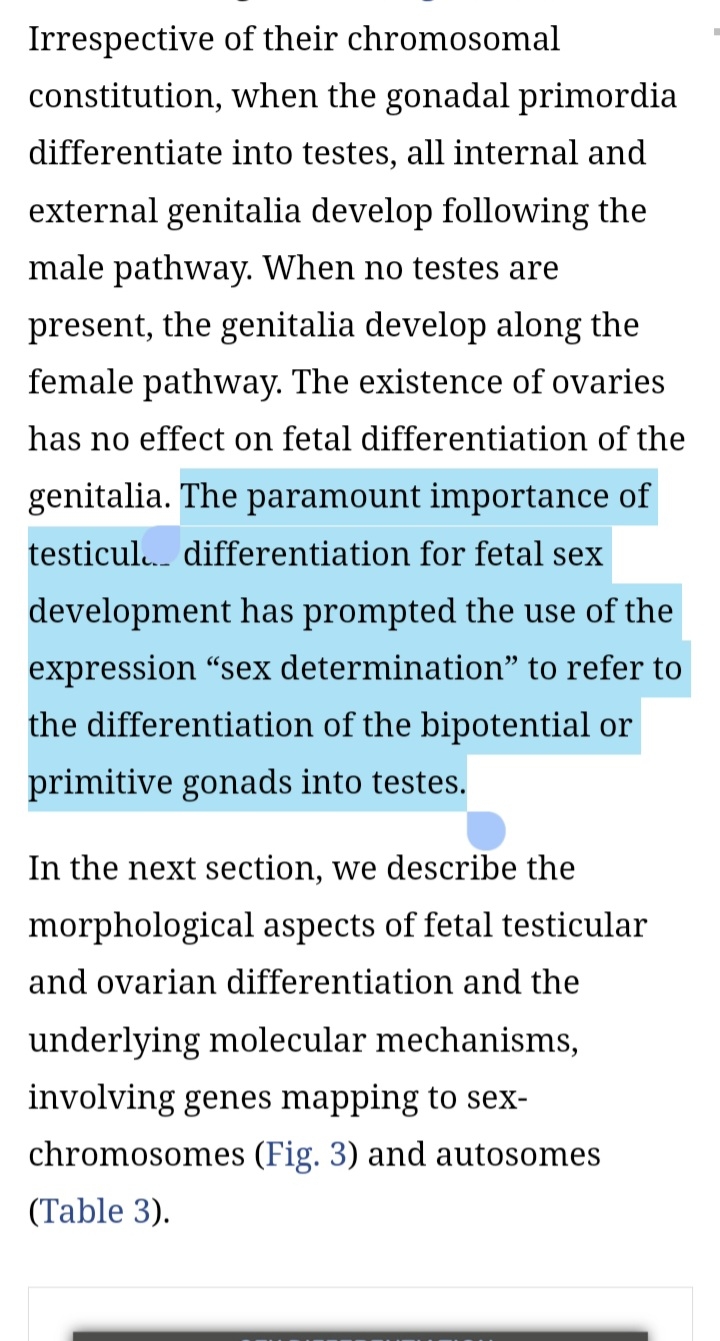 Irrespective of their chromosomal
constitution, when the gonadal primordia
differentiate into testes, all internal and
external genitalia develop following the
male pathway. When no testes are
present, the genitalia develop along the
female pathway. The existence of ovaries
has no effect on fetal differentiation of the
genitalia. The paramount importance of
testicular differentiation for fetal sex
development has prompted the use of the
expression “sex determination” to refer to
the differentiation of the bipotential or
primitive gonads into testes.
In the next section, we describe the
morphological aspects of fetal testicular
and ovarian differentiation and the
underlying molecular mechanisms,
involving genes mapping to sex-
chromosomes (Fig. 3) and autosomes
(Table 3).